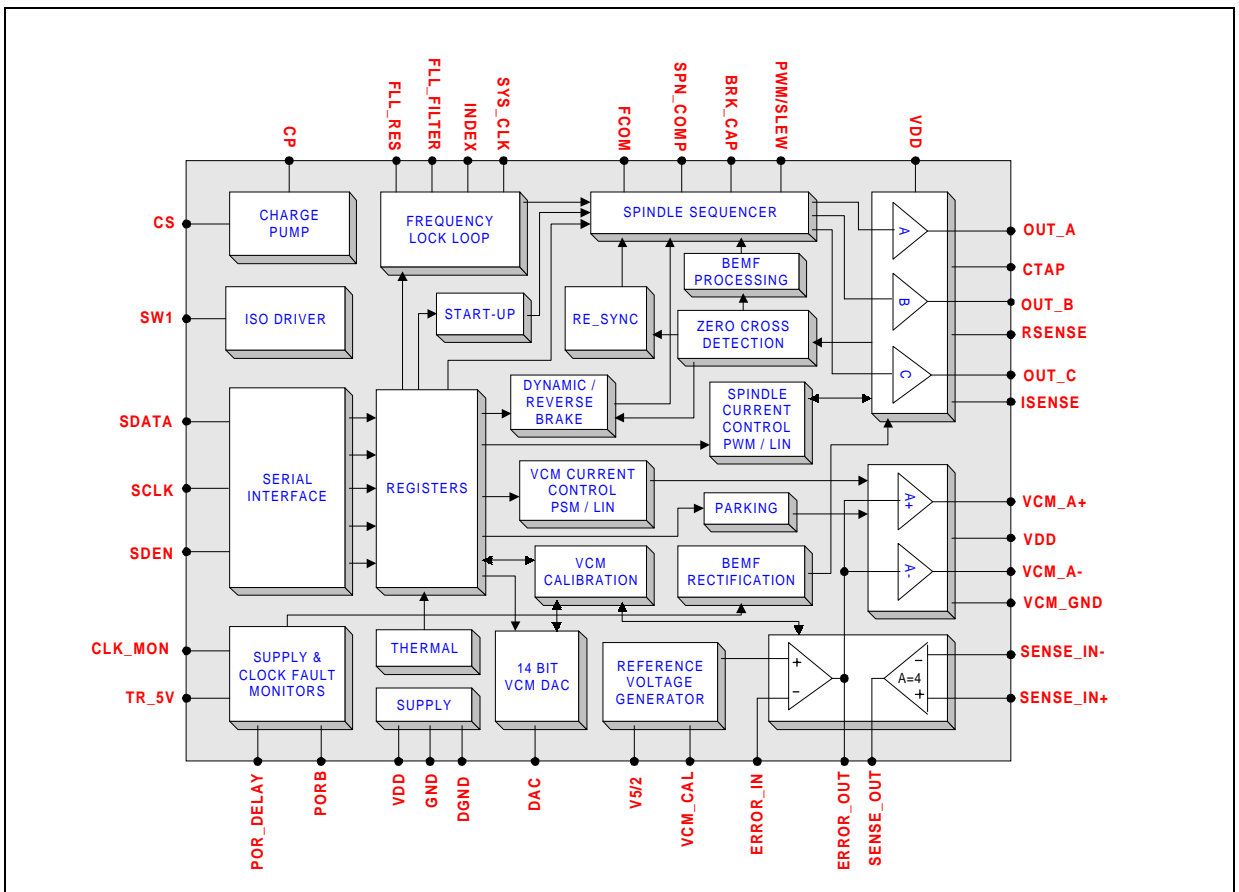 FLL_RES
FLL_FILTER
INDEX
SYS_CLK
FCOM
SPN_COMP
BRK_CAP
PWM/SLEW
CP
VDD
CS
CHARGE
PUMP
FREQUENCY
LOCK LOOP
SPINDLE SEQUENCER
A
OUT_A
CTAP
BEMF
PROCESSING
B
OUT_B
SW1
ISO DRIVER
START-UP
RE_SYNC
ZERO CROSS
DETECTION
RSENSE
C
OUT_C
ISENSE
SDATA
SCLK
SDEN
SERIAL
INTERFACE
REGISTERS
DYNAMIC /
REVERSE
BRAKE
SPINDLE
CURRENT
CONTROL
PWM / LIN
VCM CURRENT
CONTROL
PSM / LIN
PARKING
A+
VCM_A+
VDD
A-
VCM_A-
VCM_GND
VCM
CALIBRATION
BEMF
RECTIFICATION
CLK_MON
TR_5V
SUPPLY &
CLOCK FAULT
MONITORS
THERMAL
SUPPLY
14 BIT
VCM DAC
REFERENCE
VOLTAGE
GENERATOR
+
−
−
A=4
+
SENSE_IN-
SENSE_IN+
POR_DELAY
PORB
VDD
GND
DGND
DAC
V5/2
VCM_CAL
ERROR_IN
ERROR_OUT
SENSE_OUT